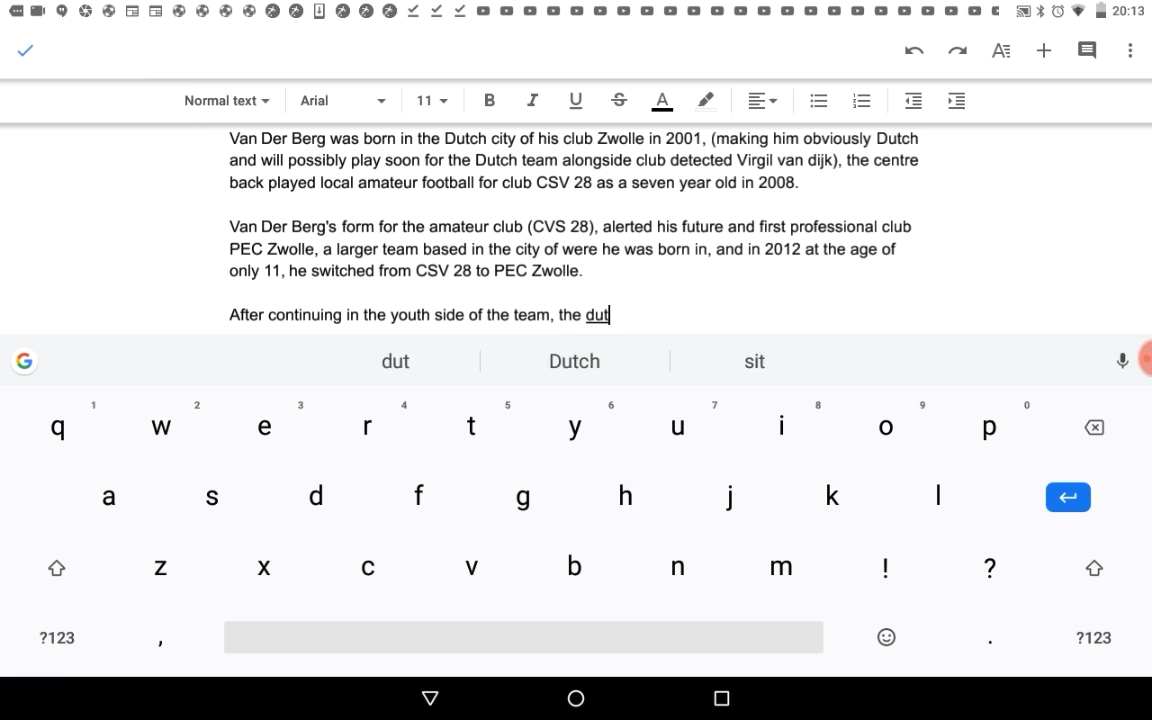 20:13
Normal text Arial 11 B I U S A
Van Der Berg was born in the Dutch city of his club Zwolle in 2001, (making him obviously Dutch
and will possibly play soon for the Dutch team alongside club detected Virgil van dijk), the centre
back played local amateur football for club CSV 28 as a seven year old in 2008.
Van Der Berg's form for the amateur club (CVS 28), alerted his future and first professional club
PEC Zwolle, a larger team based in the city of were he was born in, and in 2012 at the age of
only 11, he switched from CSV 28 to PEC Zwolle.
After continuing in the youth side of the team, the dut
G dut Dutch sit
1 2 3 4 5 6 7 8 9 0
q w e r t y u i o p
a s d f g h j k l
z x c v b n m ! ?
?123 , . ?123